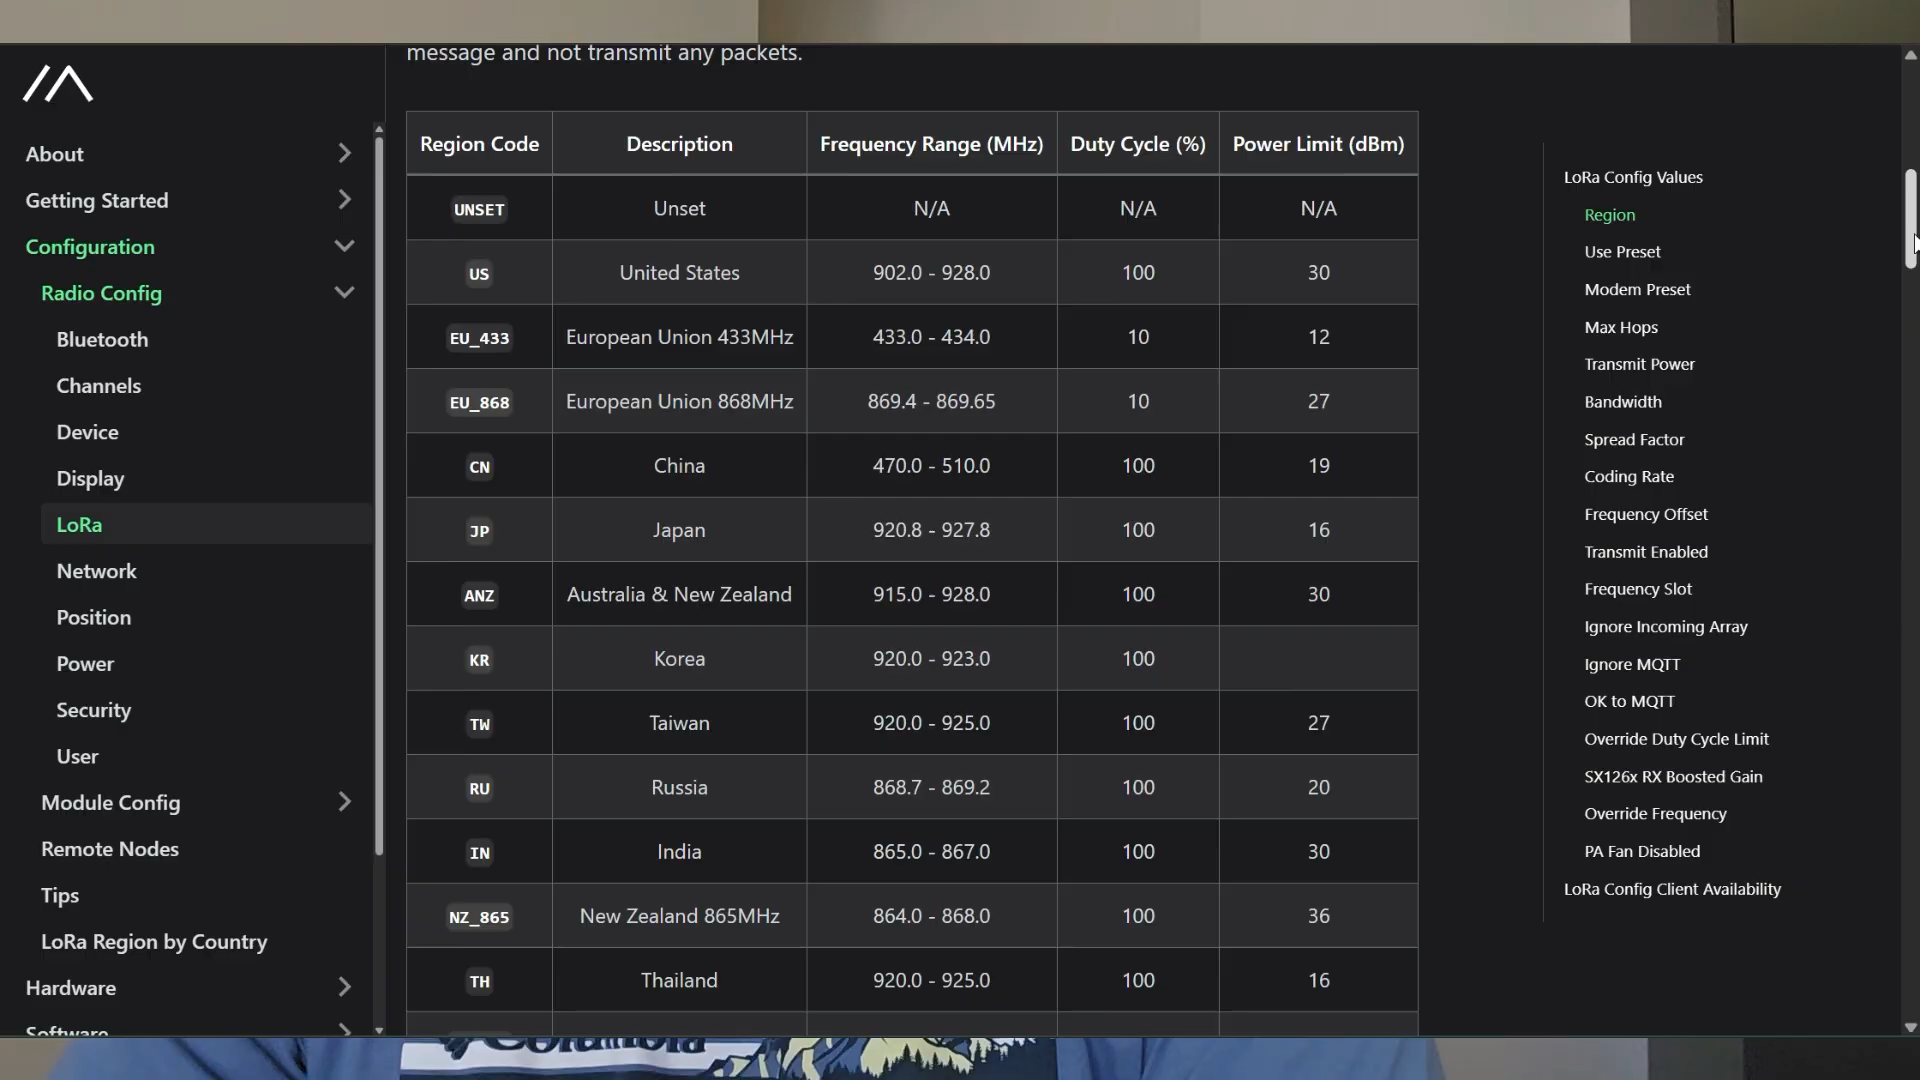 message and not transmit any packets.
About
Getting Started
Configuration
Radio Config
Bluetooth
Channels
Device
Display
LoRa
Network
Position
Power
Security
User
Module Config
Remote Nodes
Tips
LoRa Region by Country
Hardware
Software
Region Code Description Frequency Range (MHz) Duty Cycle (%) Power Limit (dBm)
UNSET Unset N/A N/A N/A
US United States 902.0 - 928.0 100 30
EU_433 European Union 433MHz 433.0 - 434.0 10 12
EU_868 European Union 868MHz 869.4 - 869.65 10 27
CN China 470.0 - 510.0 100 19
JP Japan 920.8 - 927.8 100 16
ANZ Australia & New Zealand 915.0 - 928.0 100 30
KR Korea 920.0 - 923.0 100
TW Taiwan 920.0 - 925.0 100 27
RU Russia 868.7 - 869.2 100 20
IN India 865.0 - 867.0 100 30
NZ_865 New Zealand 865MHz 864.0 - 868.0 100 36
TH Thailand 920.0 - 925.0 100 16
LoRa Config Values
Region
Use Preset
Modem Preset
Max Hops
Transmit Power
Bandwidth
Spread Factor
Coding Rate
Frequency Offset
Transmit Enabled
Frequency Slot
Ignore Incoming Array
Ignore MQTT
OK to MQTT
Override Duty Cycle Limit
SX126x RX Boosted Gain
Override Frequency
PA Fan Disabled
LoRa Config Client Availability
Columbia